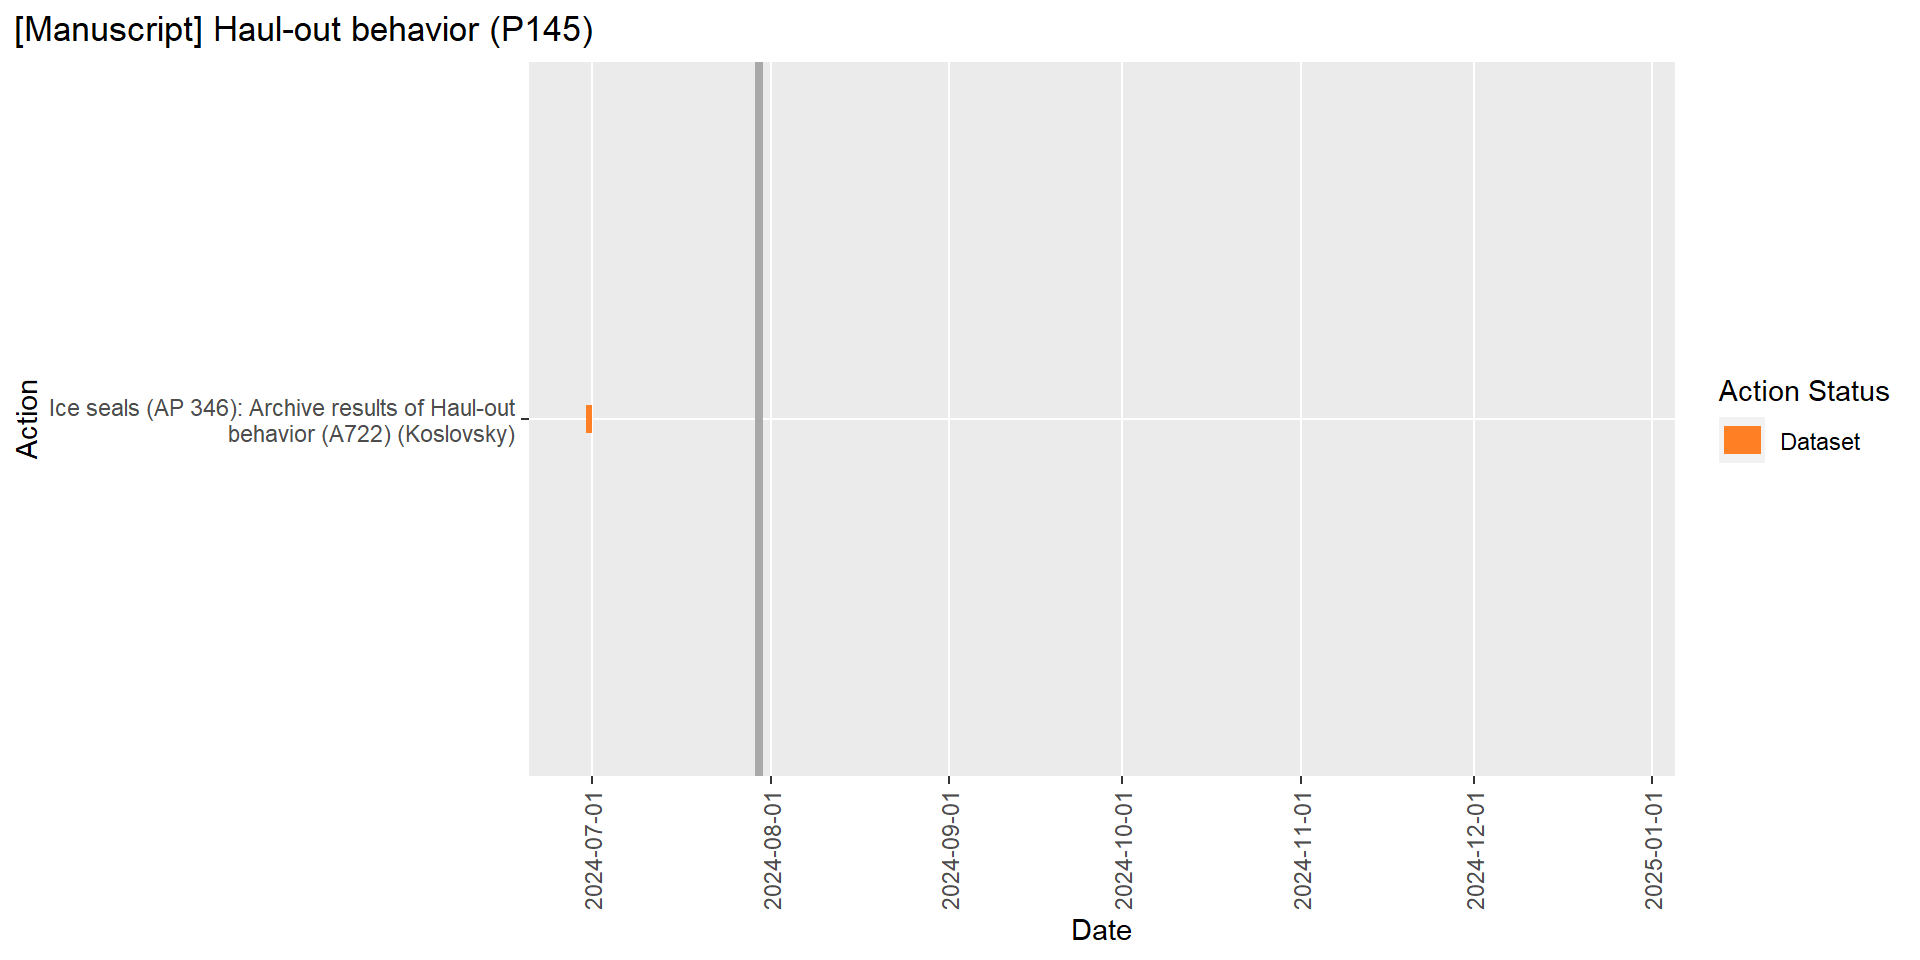 [Manuscript] Haul-out behavior (P145)
Action
Ice seals (AP 346): Archive results of Haul-out
behavior (A722) (Koslovsky)
Action Status
Dataset
2024-07-01
2024-08-01
2024-09-01
2024-10-01
2024-11-01
2024-12-01
2025-01-01
Date